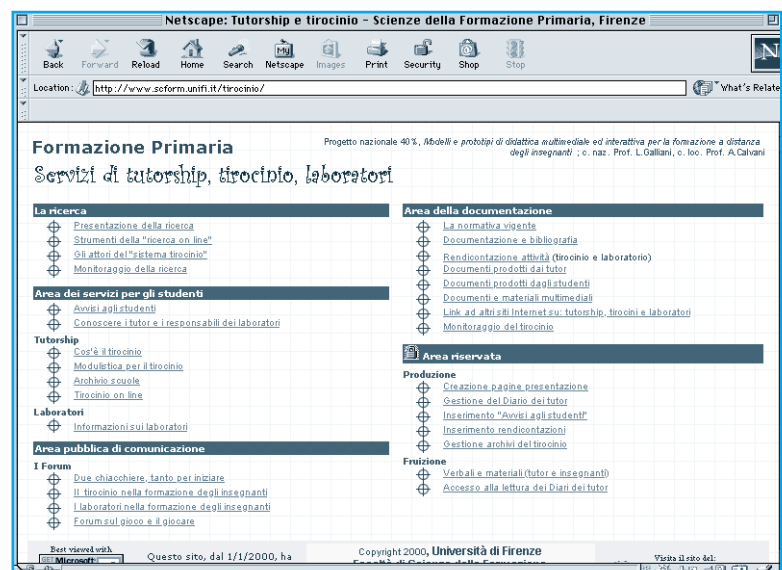 Netscape: Tutorship e tirocinio – Scienze della Formazione Primaria, Firenze
Back Forward Reload Home Search Netscape Images Print Security Shop Stop
My
N
Location: http://www.scform.unifi.it/tirocinio/ What's Relate
Formazione Primaria
Servizi di tutorship, tirocinio, laboratori
Progetto nazionale 40%, Modelli e prototipi di didattica multimediale ed interattiva per la formazione a distanza
degli insegnanti ; c. naz. Prof. L.Galliani, c. loc. Prof. A.Calvani
La ricerca
Presentazione della ricerca
Strumenti della "ricerca on line"
Gli attori del "sistema tirocinio"
Monitoraggio della ricerca
Area dei servizi per gli studenti
Avvisi agli studenti
Conoscere i tutor e i responsabili dei laboratori
Tutorship
Cos'è il tirocinio
Modulistica per il tirocinio
Archivio scuole
Tirocinio on line
Laboratori
Informazioni sui laboratori
Area pubblica di comunicazione
I Forum
Due chiacchiere, tanto per iniziare
Il tirocinio nella formazione degli insegnanti
I laboratori nella formazione degli insegnanti
Forum sul gioco e il giocare
Area della documentazione
La normativa vigente
Documentazione e bibliografia
Rendicontazione attività (tirocinio e laboratorio)
Documenti prodotti dai tutor
Documenti prodotti dagli studenti
Documenti e materiali multimediali
Link ad altri siti Internet su: tutorship, tirocini e laboratori
Monitoraggio del tirocinio
Area riservata
Produzione
Creazione pagine presentazione
Gestione del Diario dei tutor
Inserimento "Avvisi agli studenti"
Inserimento rendicontazioni
Gestione archivi del tirocinio
Fruizione
Verbali e materiali (tutor e insegnanti)
Accesso alla lettura dei Diari dei tutor
Best viewed with
GET Microsoft
Questo sito, dal 1/1/2000, ha
Copyright 2000, Università di Firenze
Facoltà di Scienze della Formazione
Visita il sito del: